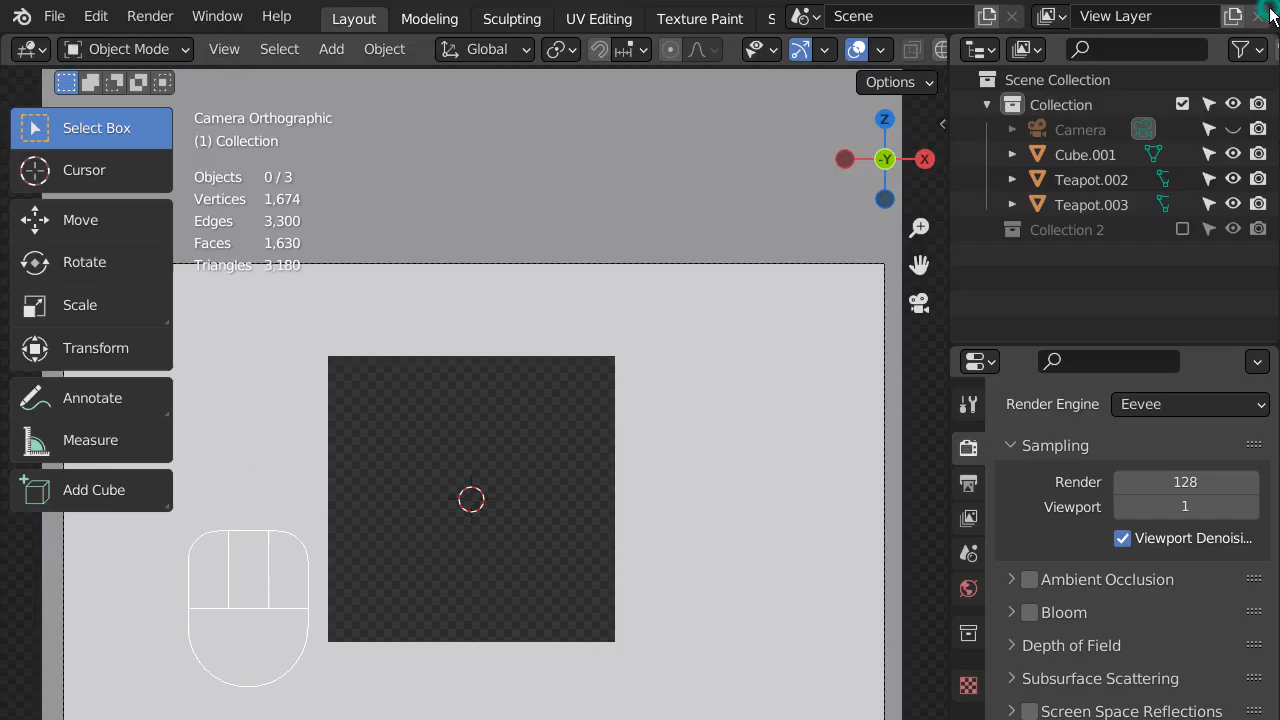 File Edit Render Window Help Layout Modeling Sculpting UV Editing Texture Paint S Scene View Layer
Object Mode View Select Add Object Global
Options
Select Box
Cursor
Move
Rotate
Scale
Transform
Annotate
Measure
Add Cube
Camera Orthographic
(1) Collection
Objects 0 / 3
Vertices 1,674
Edges 3,300
Faces 1,630
Triangles 3,180
Z
-Y
X
Scene Collection
Collection
Camera
Cube.001
Teapot.002
Teapot.003
Collection 2
Render Engine Eevee
Sampling
Render 128
Viewport 1
Viewport Denoisi...
Ambient Occlusion
Bloom
Depth of Field
Subsurface Scattering
Screen Space Reflections